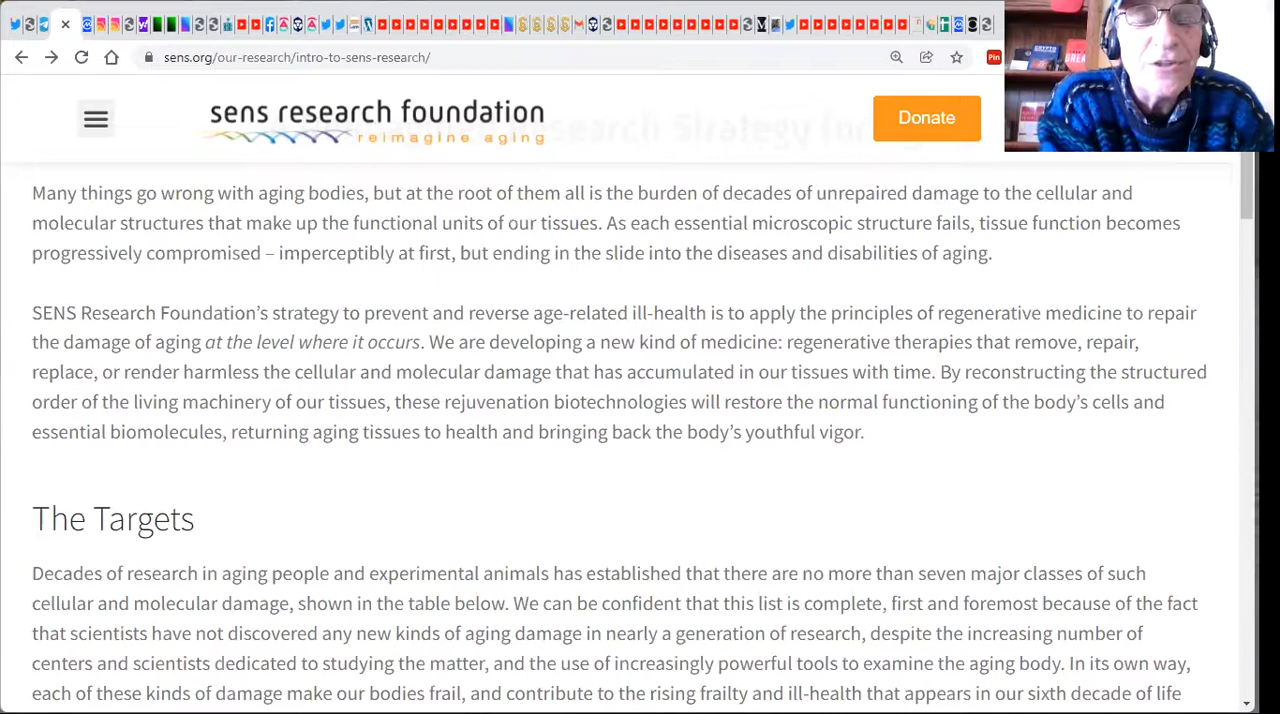 sens.org/our-research/intro-to-sens-research/
Pin
sens research foundation
reimagine aging
Donate
Many things go wrong with aging bodies, but at the root of them all is the burden of decades of unrepaired damage to the cellular and
molecular structures that make up the functional units of our tissues. As each essential microscopic structure fails, tissue function becomes
progressively compromised – imperceptibly at first, but ending in the slide into the diseases and disabilities of aging.
SENS Research Foundation’s strategy to prevent and reverse age-related ill-health is to apply the principles of regenerative medicine to repair
the damage of aging at the level where it occurs. We are developing a new kind of medicine: regenerative therapies that remove, repair,
replace, or render harmless the cellular and molecular damage that has accumulated in our tissues with time. By reconstructing the structured
order of the living machinery of our tissues, these rejuvenation biotechnologies will restore the normal functioning of the body’s cells and
essential biomolecules, returning aging tissues to health and bringing back the body’s youthful vigor.
The Targets
Decades of research in aging people and experimental animals has established that there are no more than seven major classes of such
cellular and molecular damage, shown in the table below. We can be confident that this list is complete, first and foremost because of the fact
that scientists have not discovered any new kinds of aging damage in nearly a generation of research, despite the increasing number of
centers and scientists dedicated to studying the matter, and the use of increasingly powerful tools to examine the aging body. In its own way,
each of these kinds of damage make our bodies frail, and contribute to the rising frailty and ill-health that appears in our sixth decade of life